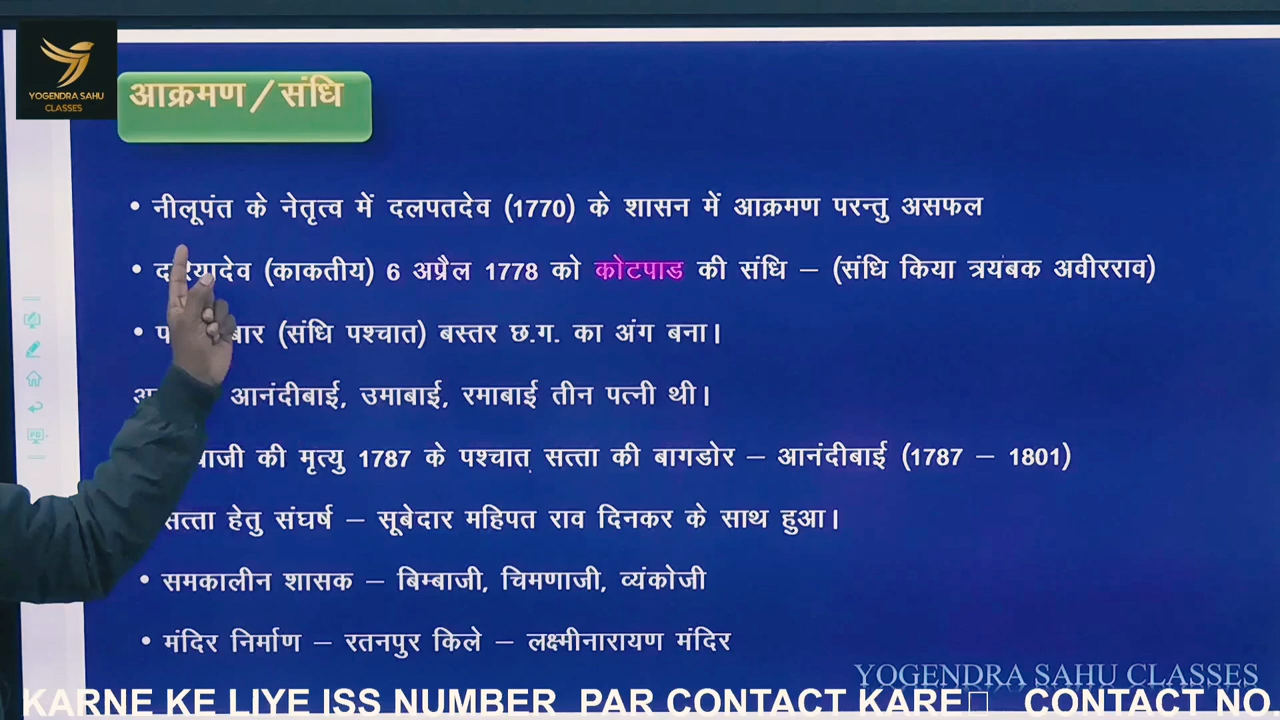 YOGENDRA SAHU
CLASSES
आक्रमण / संधि
• नीलूपंत के नेतृत्व में दलपतदेव (1770) के शासन में आक्रमण परन्तु असफल
• दरियादेव (काकतीय) 6 अप्रैल 1778 को कोटपाड की संधि – (संधि किया त्रयंबक अवीरराव)
• बार (संधि पश्चात) बस्तर छ.ग. का अंग बना।
आनंदीबाई, उमाबाई, रमाबाई तीन पत्नी थी।
की मृत्यु 1787 के पश्चात् सत्ता की बागडोर – आनंदीबाई (1787 – 1801)
सत्ता हेतु संघर्ष – सूबेदार महिपत राव दिनकर के साथ हुआ।
• समकालीन शासक – बिम्बाजी, चिमणाजी, व्यंकोजी
• मंदिर निर्माण – रतनपुर किले – लक्ष्मीनारायण मंदिर
YOGENDRA SAHU CLASSES
KARNE KE LIYE ISS NUMBER PAR CONTACT KARE CONTACT NO